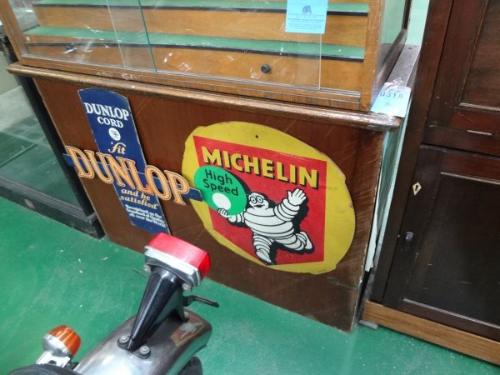 DUNLOP
CORD
fit
DUNLOP
and be
satisfied
MICHELIN
High
Speed